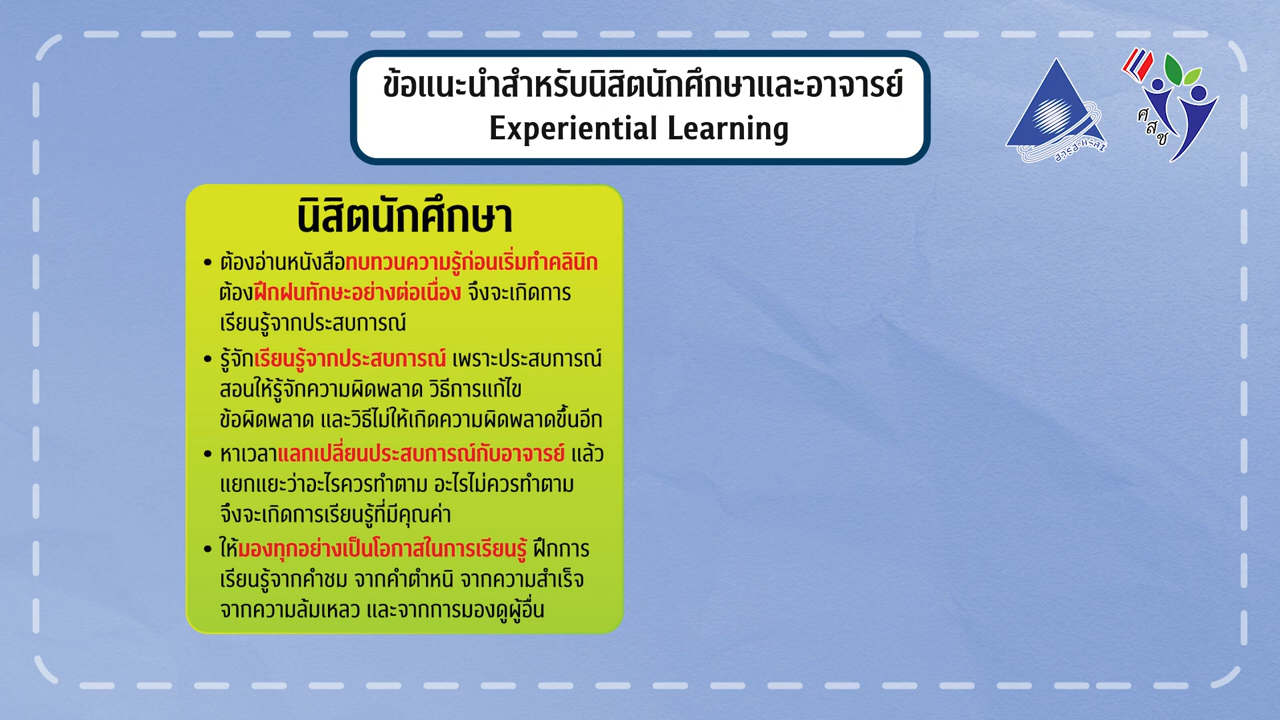 ข้อแนะนำสำหรับนิสิตนักศึกษาและอาจารย์
Experiential Learning
ศสช
นิสิตนักศึกษา
• ต้องอ่านหนังสือทบทวนความรู้ก่อนเริ่มทำคลินิก
ต้องฝึกฝนทักษะอย่างต่อเนื่อง จึงจะเกิดการ
เรียนรู้จากประสบการณ์
• รู้จักเรียนรู้จากประสบการณ์ เพราะประสบการณ์
สอนให้รู้จักความผิดพลาด วิธีการแก้ไข
ข้อผิดพลาด และวิธีไม่ให้เกิดความผิดพลาดขึ้นอีก
• หาเวลาแลกเปลี่ยนประสบการณ์กับอาจารย์ แล้ว
แยกแยะว่าอะไรควรทำตาม อะไรไม่ควรทำตาม
จึงจะเกิดการเรียนรู้ที่มีคุณค่า
• ให้มองทุกอย่างเป็นโอกาสในการเรียนรู้ ฝึกการ
เรียนรู้จากคำชม จากคำตำหนิ จากความสำเร็จ
จากความล้มเหลว และจากการมองดูผู้อื่น